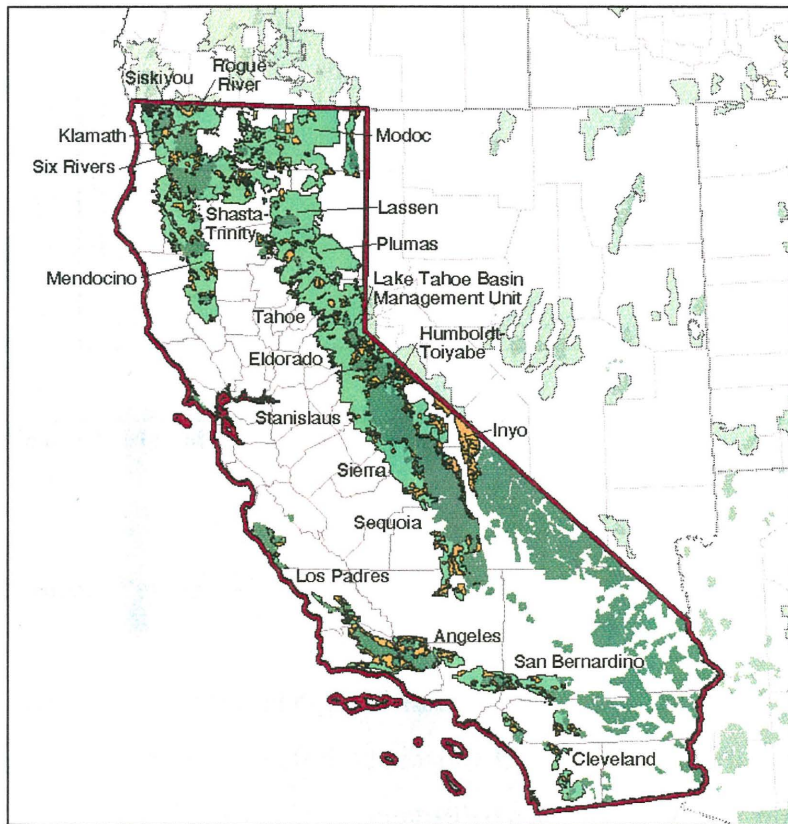 Rogue
River
Siskiyou
Klamath
Modoc
Six Rivers
Shasta-
Trinity
Lassen
Plumas
Mendocino
Lake Tahoe Basin
Management Unit
Tahoe
Humboldt-
Toiyabe
Eldorado
Stanislaus
Inyo
Sierra
Sequoia
Los Padres
Angeles
San Bernardino
Cleveland